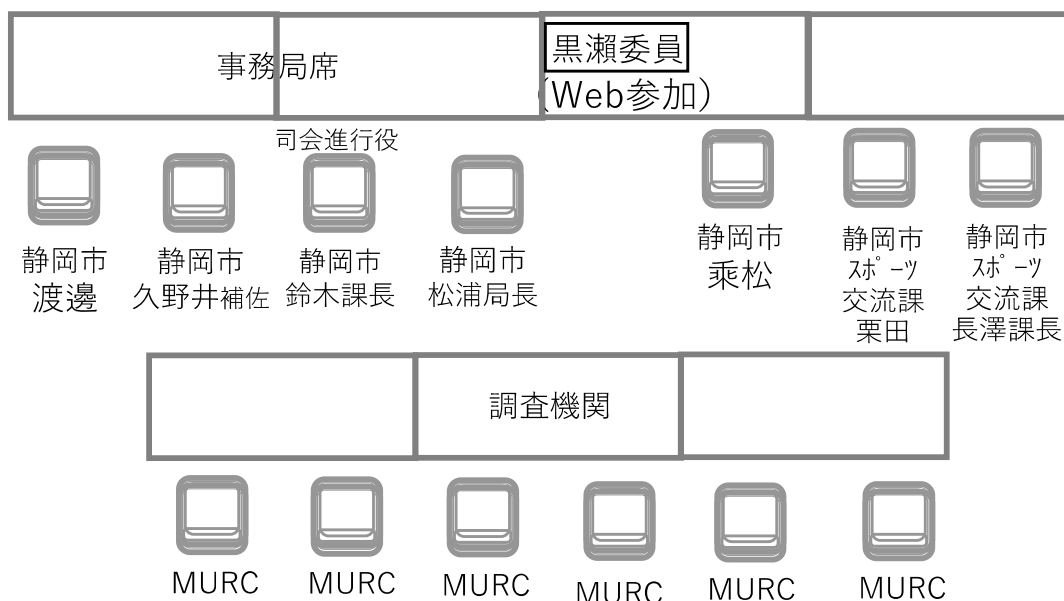 事務局席
黒瀬委員
(Web参加)
司会進行役
静岡市
渡邊
静岡市
久野井補佐
静岡市
鈴木課長
静岡市
松浦局長
静岡市
乗松
静岡市
スポーツ
交流課
栗田
静岡市
スポーツ
交流課
長澤課長
調査機関
MURC
MURC
MURC
MURC
MURC
MURC